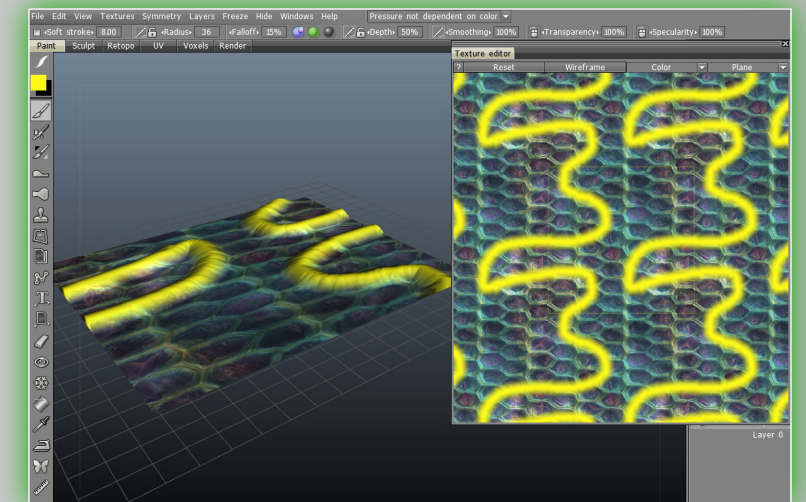 File Edit View Textures Symmetry Layers Freeze Hide Windows Help Pressure not dependent on color
Soft stroke 8.00 Radius 36 Falloff 15% Depth 50% Smoothing 100% Transparency 100% Specularity 100%
Paint Sculpt Retopo UV Voxels Render
Texture editor
? Reset Wireframe Color Plane
Layer 0